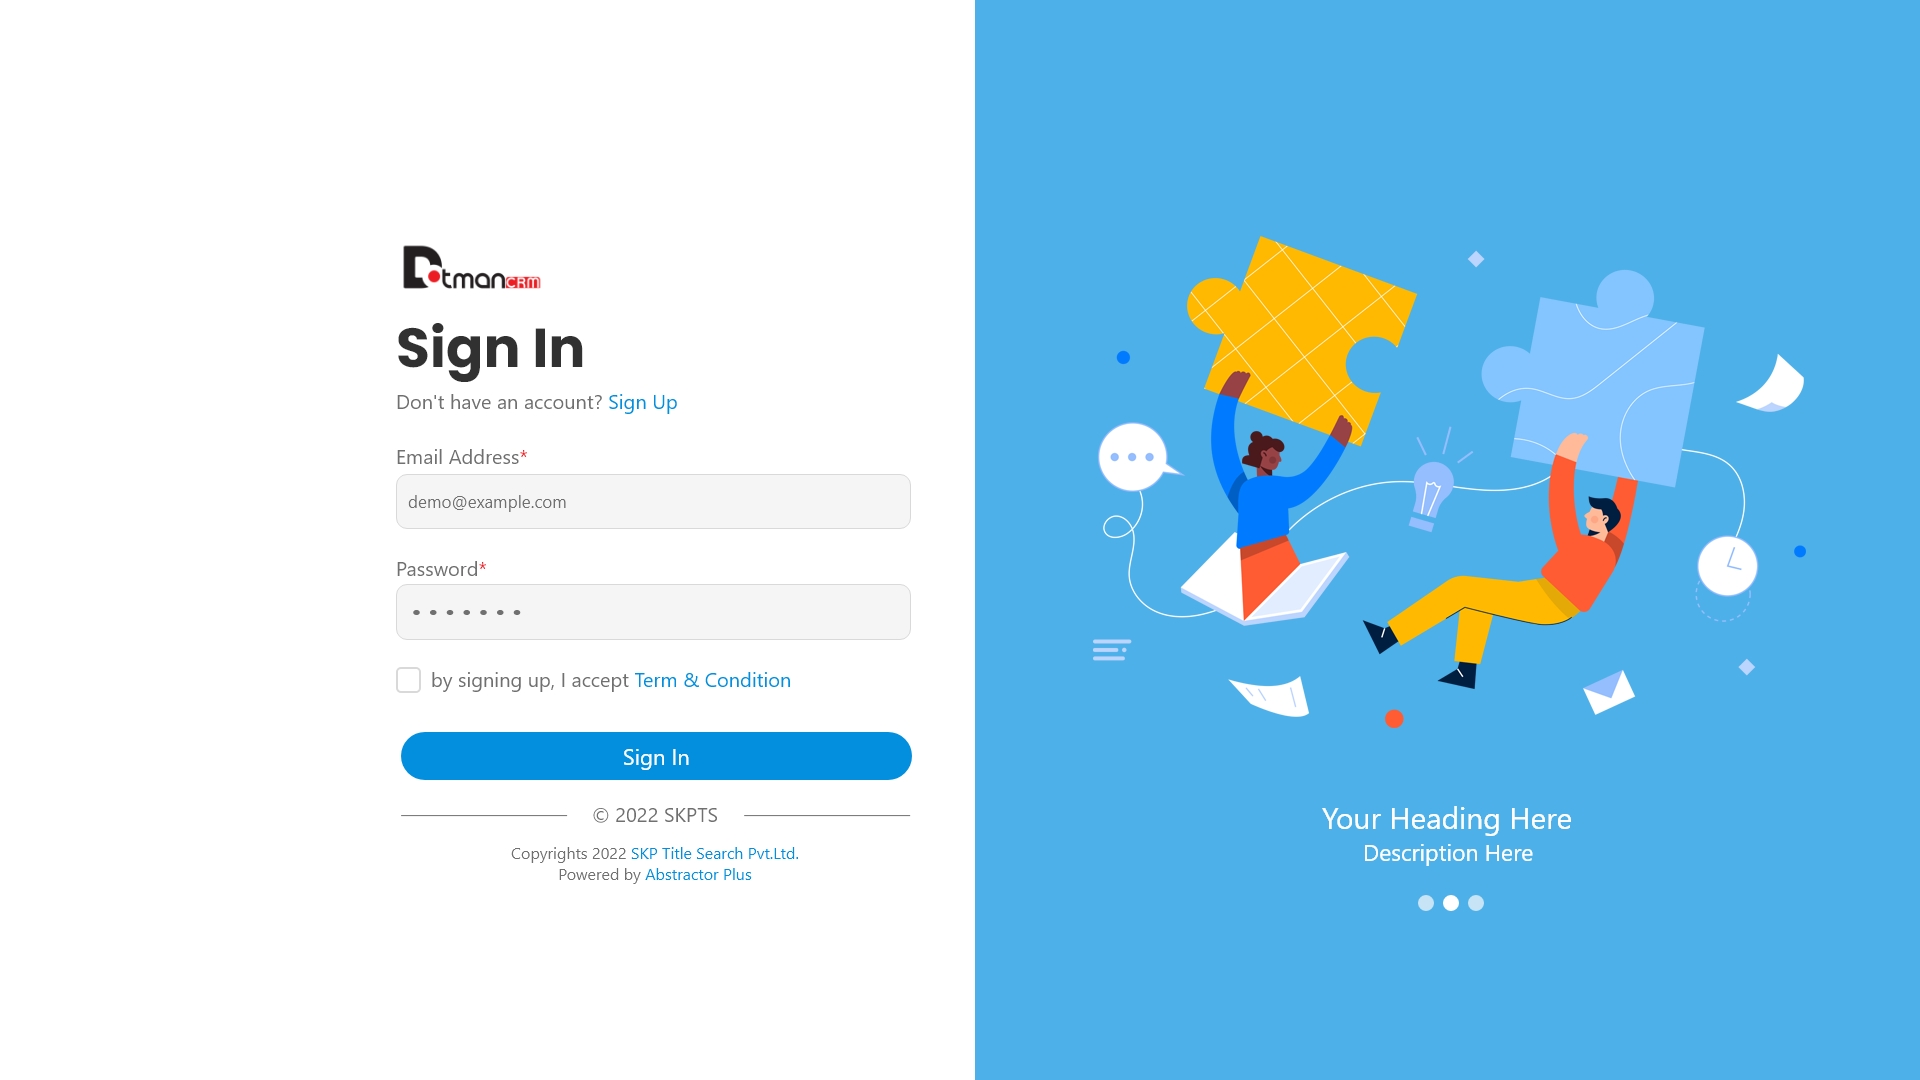 DotmanCRM
Sign In
Don't have an account? Sign Up
Email Address*
demo@example.com
Password*
by signing up, I accept Term & Condition
Sign In
© 2022 SKPTS
Copyrights 2022 SKP Title Search Pvt.Ltd.
Powered by Abstractor Plus
Your Heading Here
Description Here